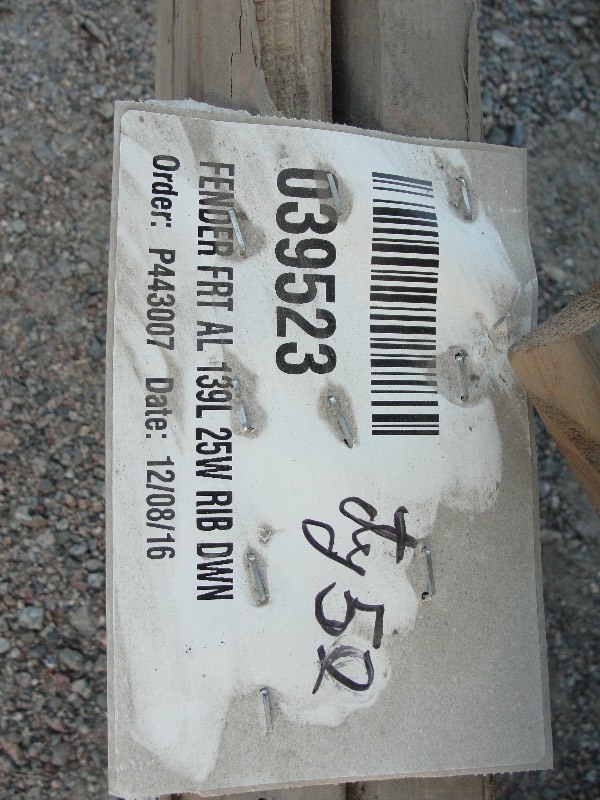 039523
FENDER FRT AL 139L 25W RIB DWN
Order: P443007 Date: 12/08/16